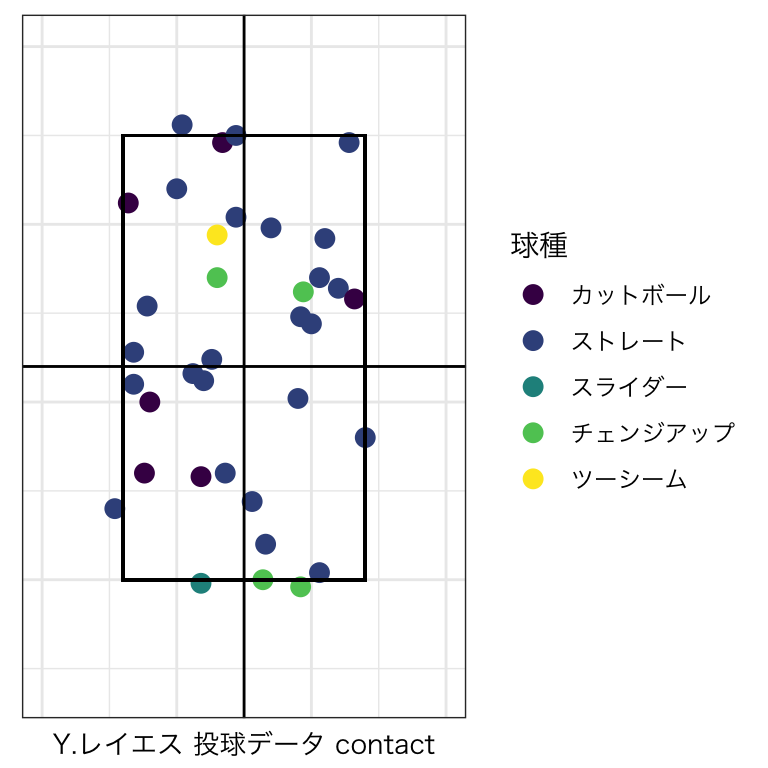 球種
カットボール
ストレート
スライダー
チェンジアップ
ツーシーム
Y.レイエス 投球データ contact